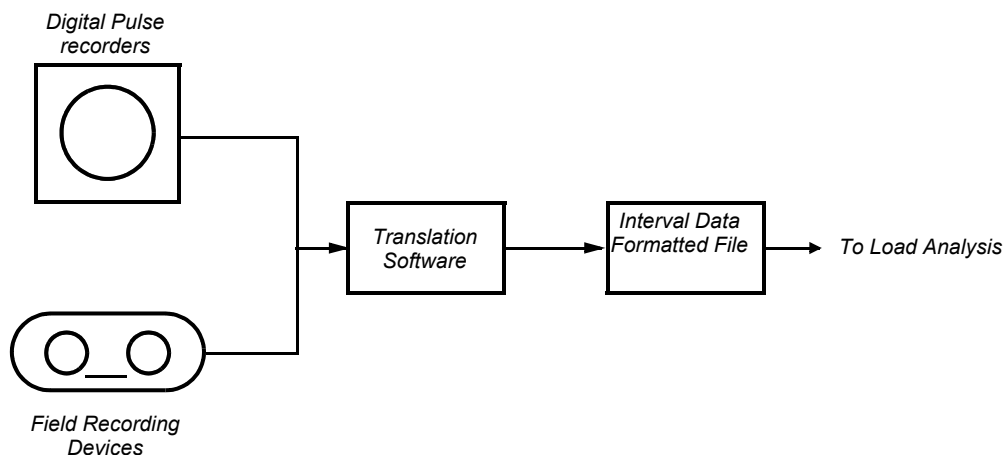 Digital Pulse
recorders
Translation
Software
Interval Data
Formatted File
To Load Analysis
Field Recording
Devices